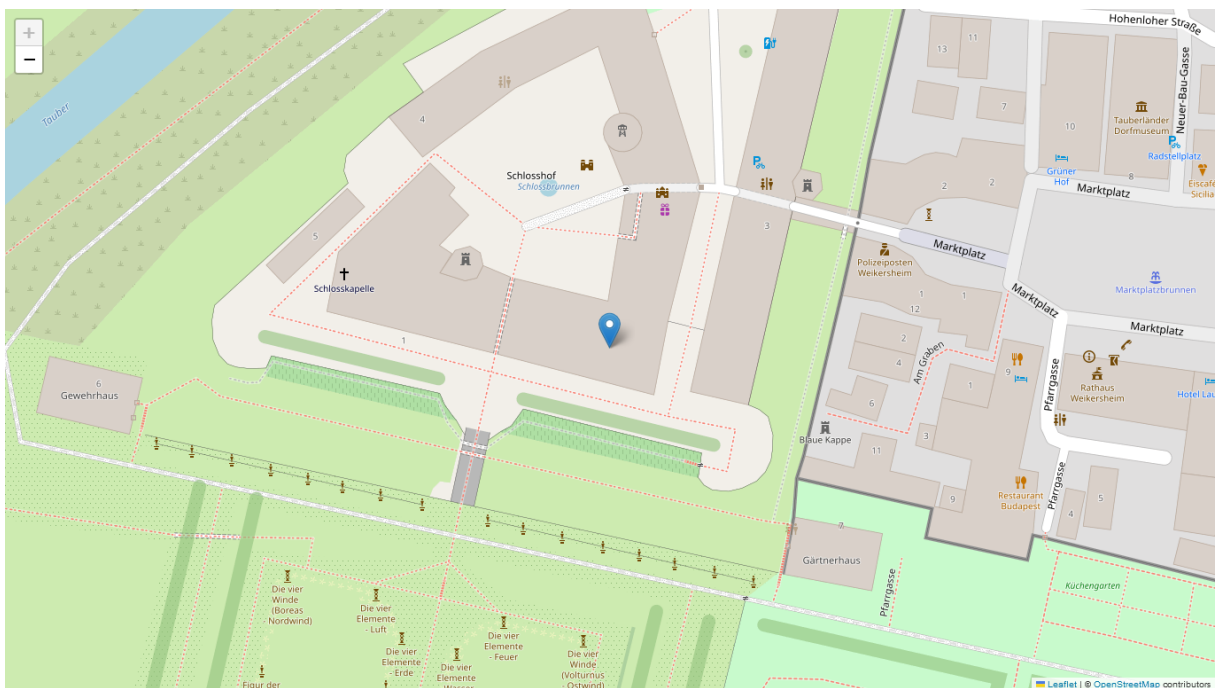 +
−
Tauber
4
Schlosshof
Schlossbrunnen
5
Schlosskapelle
1
3
6
Gewehrhaus
Hohenloher Straße
13
11
7
10
Tauberländer
Dorfmuseum
Neuer-Bau-Gasse
Radstellplatz
Grüner
Hof
8
Eiscafé
Sicilia
2
2
Marktplatz
Marktplatz
Polizeiposten
Weikersheim
Marktplatzbrunnen
Marktplatz
Marktplatz
1
1
12
2
4
Am Graben
6
9
1
Rathaus
Weikersheim
Hotel Lau
Pfarrgasse
3
Blaue Kappe
11
Restaurant
Budapest
9
5
4
Pfarrgasse
7
Gärtnerhaus
Pfarrgasse
Küchengarten
Die vier
Winde
(Boreas
Nordwind)
Die vier
Elemente
- Luft
Die vier
Elemente
- Erde
Die vier
Elemente
- Feuer
Die vier
Elemente
- Wasser
Die vier
Winde
(Volturnus
- Ostwind)
Figur der
Leaflet | © OpenStreetMap contributors